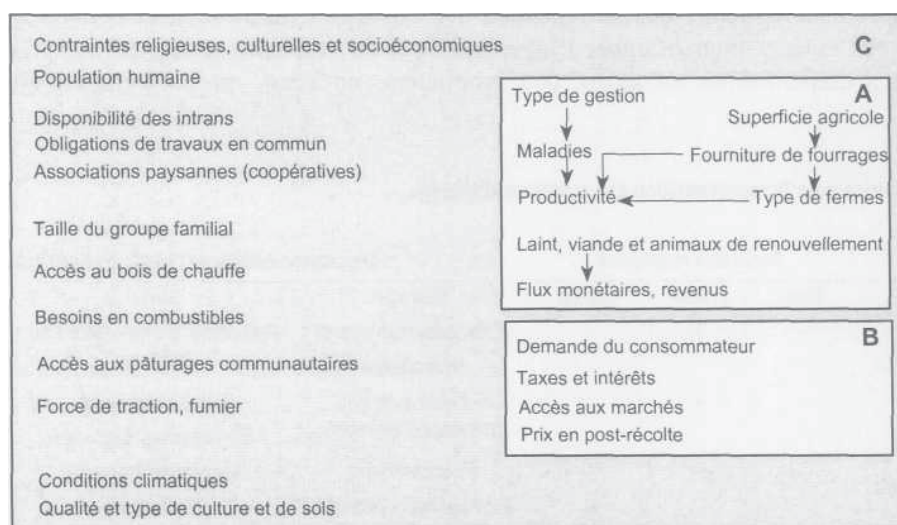 Contraintes religieuses, culturelles et socioéconomiques
C
Population humaine
Disponibilité des intrans
Obligations de travaux en commun
Associations paysannes (coopératives)
Taille du groupe familial
Accès au bois de chauffe
Besoins en combustibles
Accès aux pâturages communautaires
Force de traction, fumier
Conditions climatiques
Qualité et type de culture et de sois
A
Type de gestion
Superficie agricole
Maladies
Fourniture de fourrages
Productivité
Type de fermes
Laint, viande et animaux de renouvellement
Flux monétaires, revenus
B
Demande du consommateur
Taxes et intérêts
Accès aux marchés
Prix en post-récolte